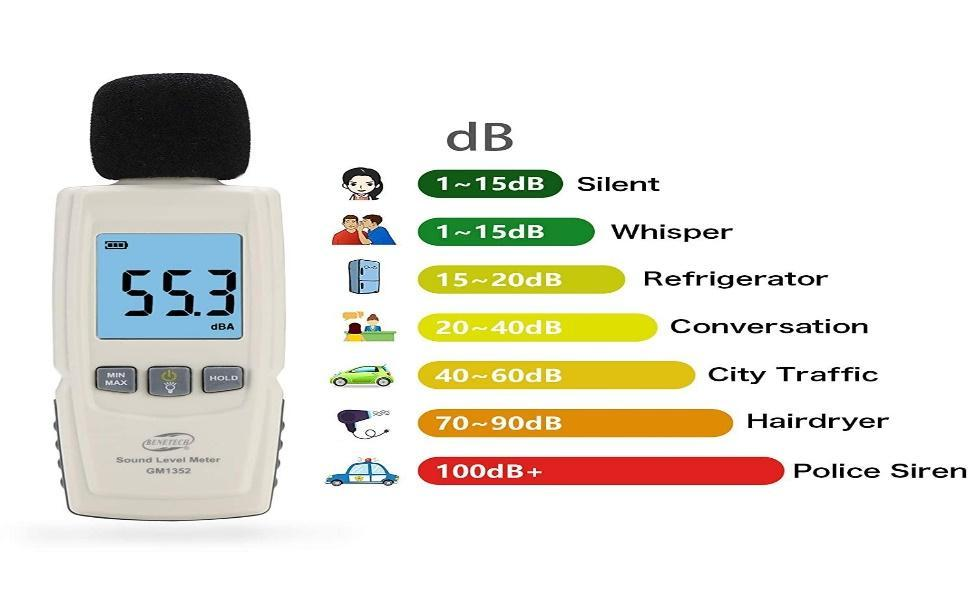 dB
1~15dB Silent
1~15dB Whisper
15~20dB Refrigerator
20~40dB Conversation
40~60dB City Traffic
70~90dB Hairdryer
100dB+ Police Siren
55.3
dBA
MIN
MAX
HOLD
BENETECH
Sound Level Meter
GM1352